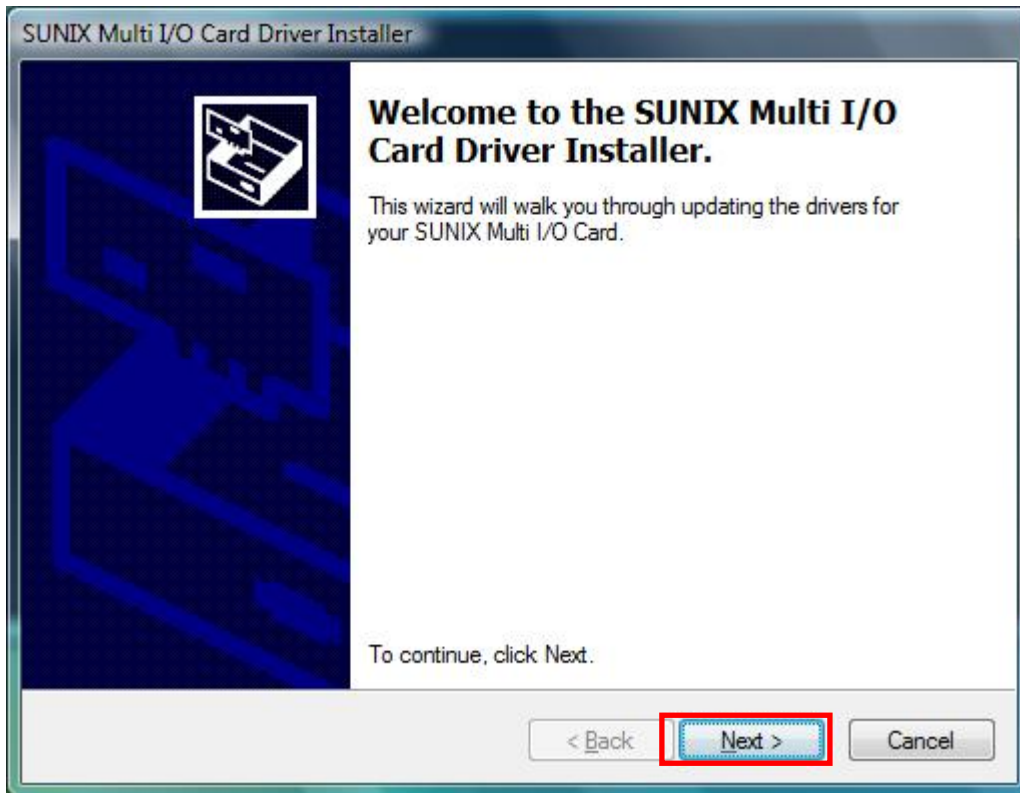 SUNIX Multi I/O Card Driver Installer
Welcome to the SUNIX Multi I/O
Card Driver Installer.
This wizard will walk you through updating the drivers for
your SUNIX Multi I/O Card.
To continue, click Next.
< Back Next > Cancel